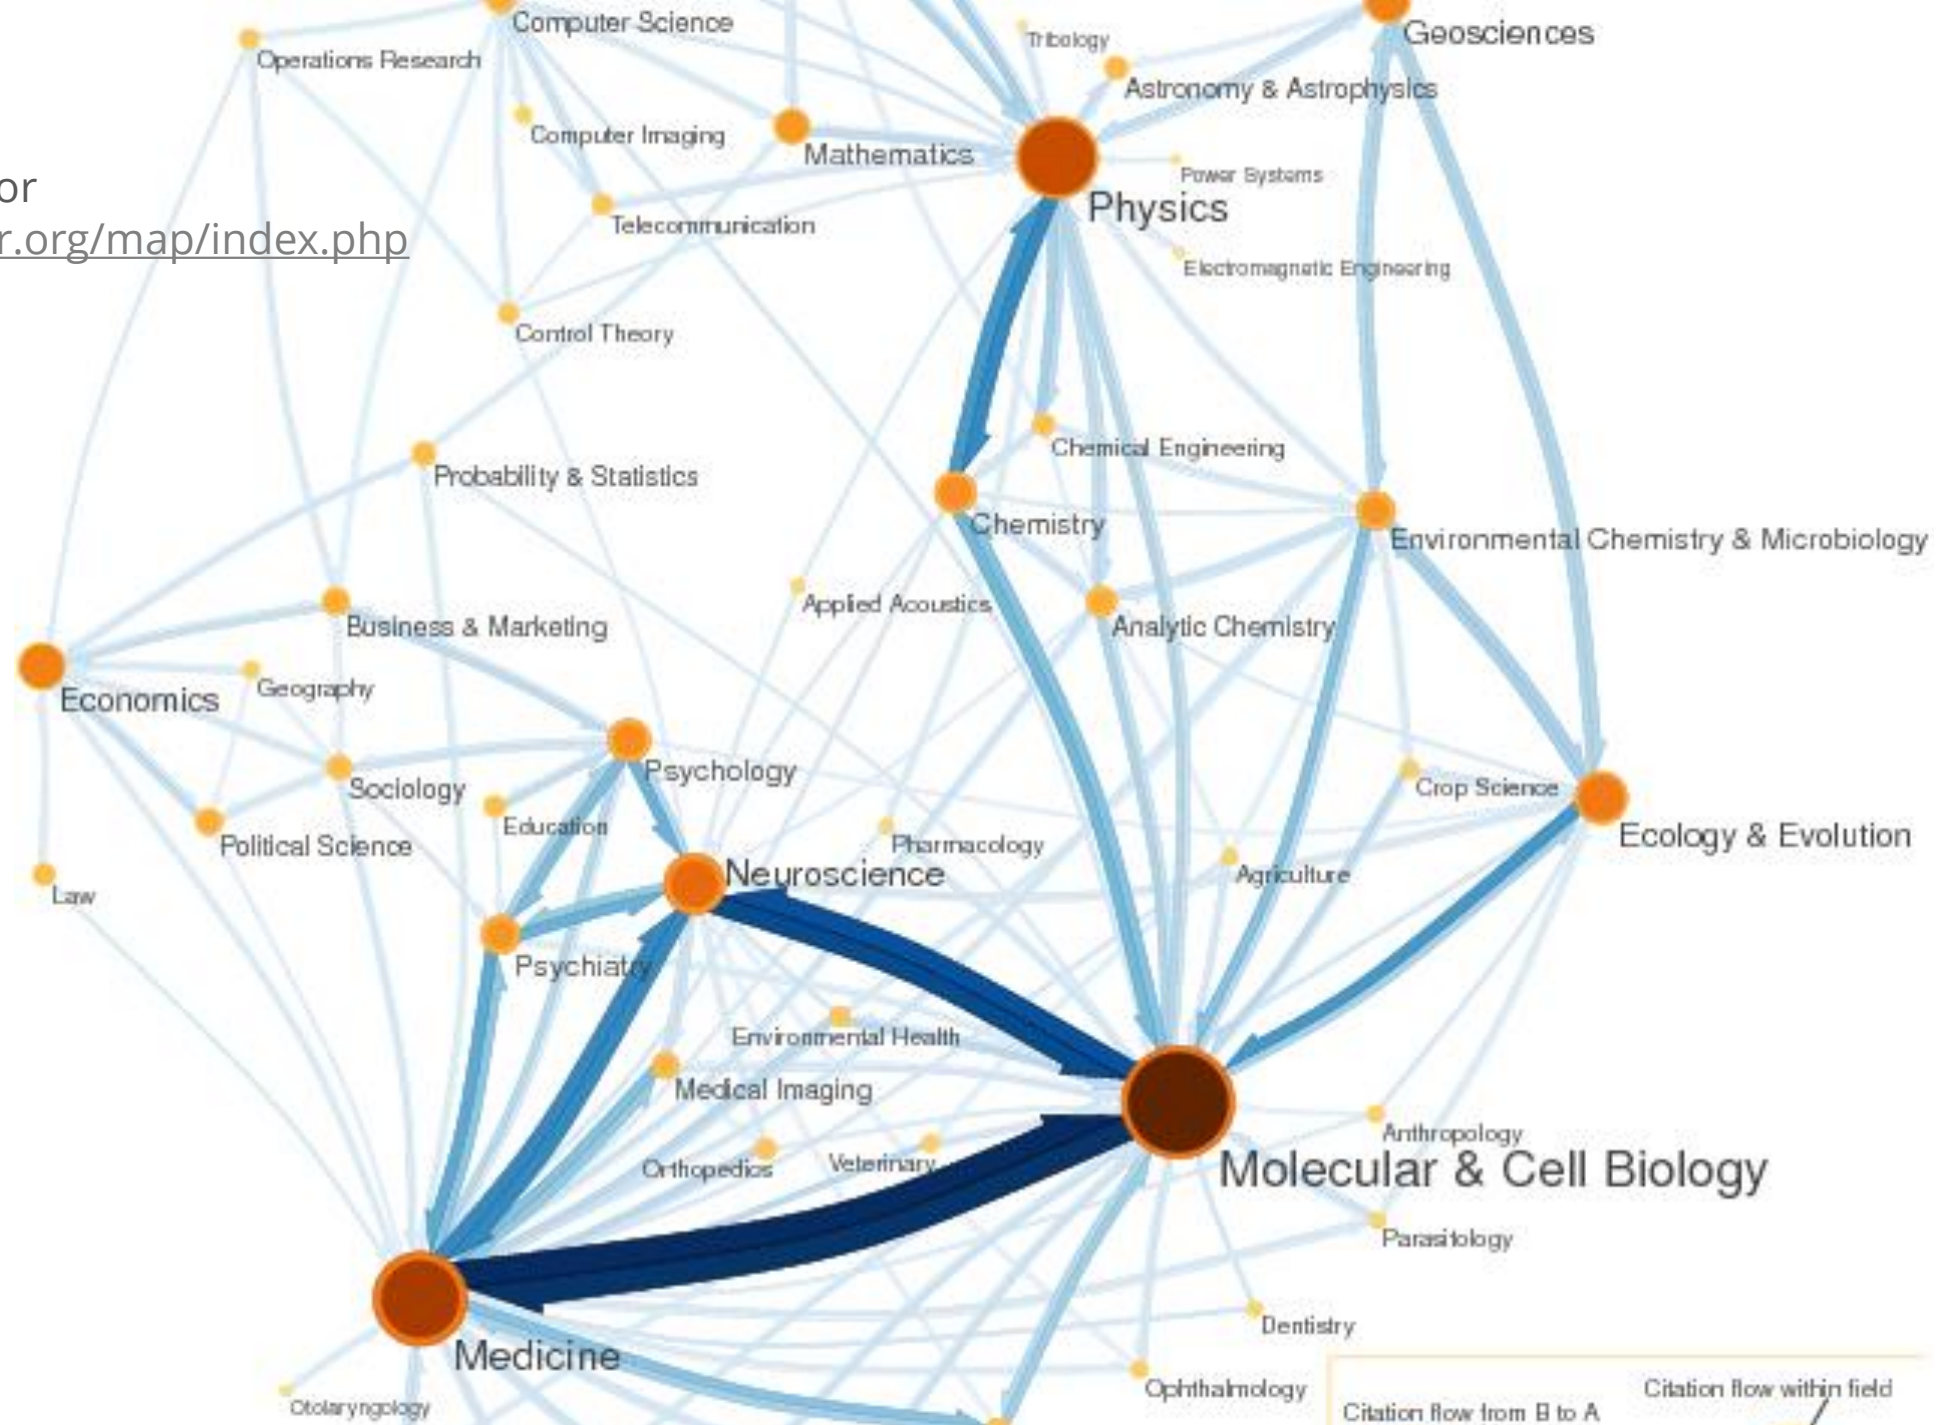 Computer Science
Geosciences
Tribology
Operations Research
Astronomy & Astrophysics
Computer Imaging
Mathematics
Power Systems
or
Physics
Telecommunication
r.org/map/index.php
Electromagnetic Engineering
Control Theory
Chemical Engineering
Probability & Statistics
Chemistry
Environmental Chemistry & Microbiology
Applied Acoustics
Business & Marketing
Analytic Chemistry
Geography
Economics
Psychology
Sociology
Crop Science
Education
Ecology & Evolution
Political Science
Pharmacology
Neuroscience
Agriculture
Law
Psychiatry
Environmental Health
Medical Imaging
Anthropology
Orthopedics
Veterinary
Molecular & Cell Biology
Parasitology
Dentistry
Medicine
Ophthalmology
Citation flow within field
Otolaryngology
Citation flow from B to A